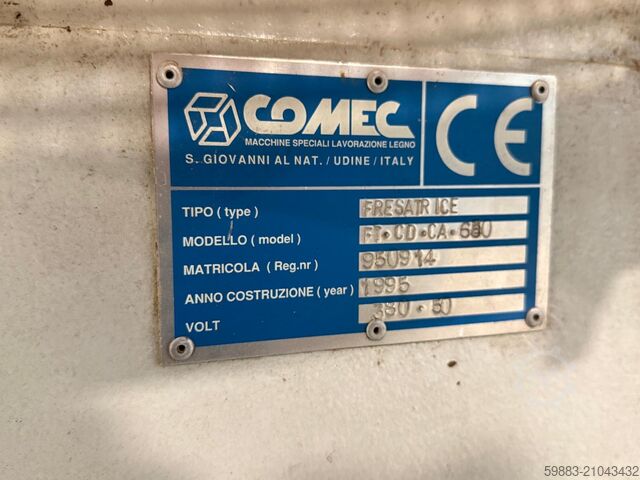 COMEC
MACCHINE SPECIALI LAVORAZIONE LEGNO
S. GIOVANNI AL NAT. / UDINE / ITALY
CE
TIPO (type) FRESATRICE
MODELLO (model) FT•CD•CA•680
MATRICOLA (Reg.nr) 950914
ANNO COSTRUZIONE (year) 1995
VOLT 380•50
59883-21043432